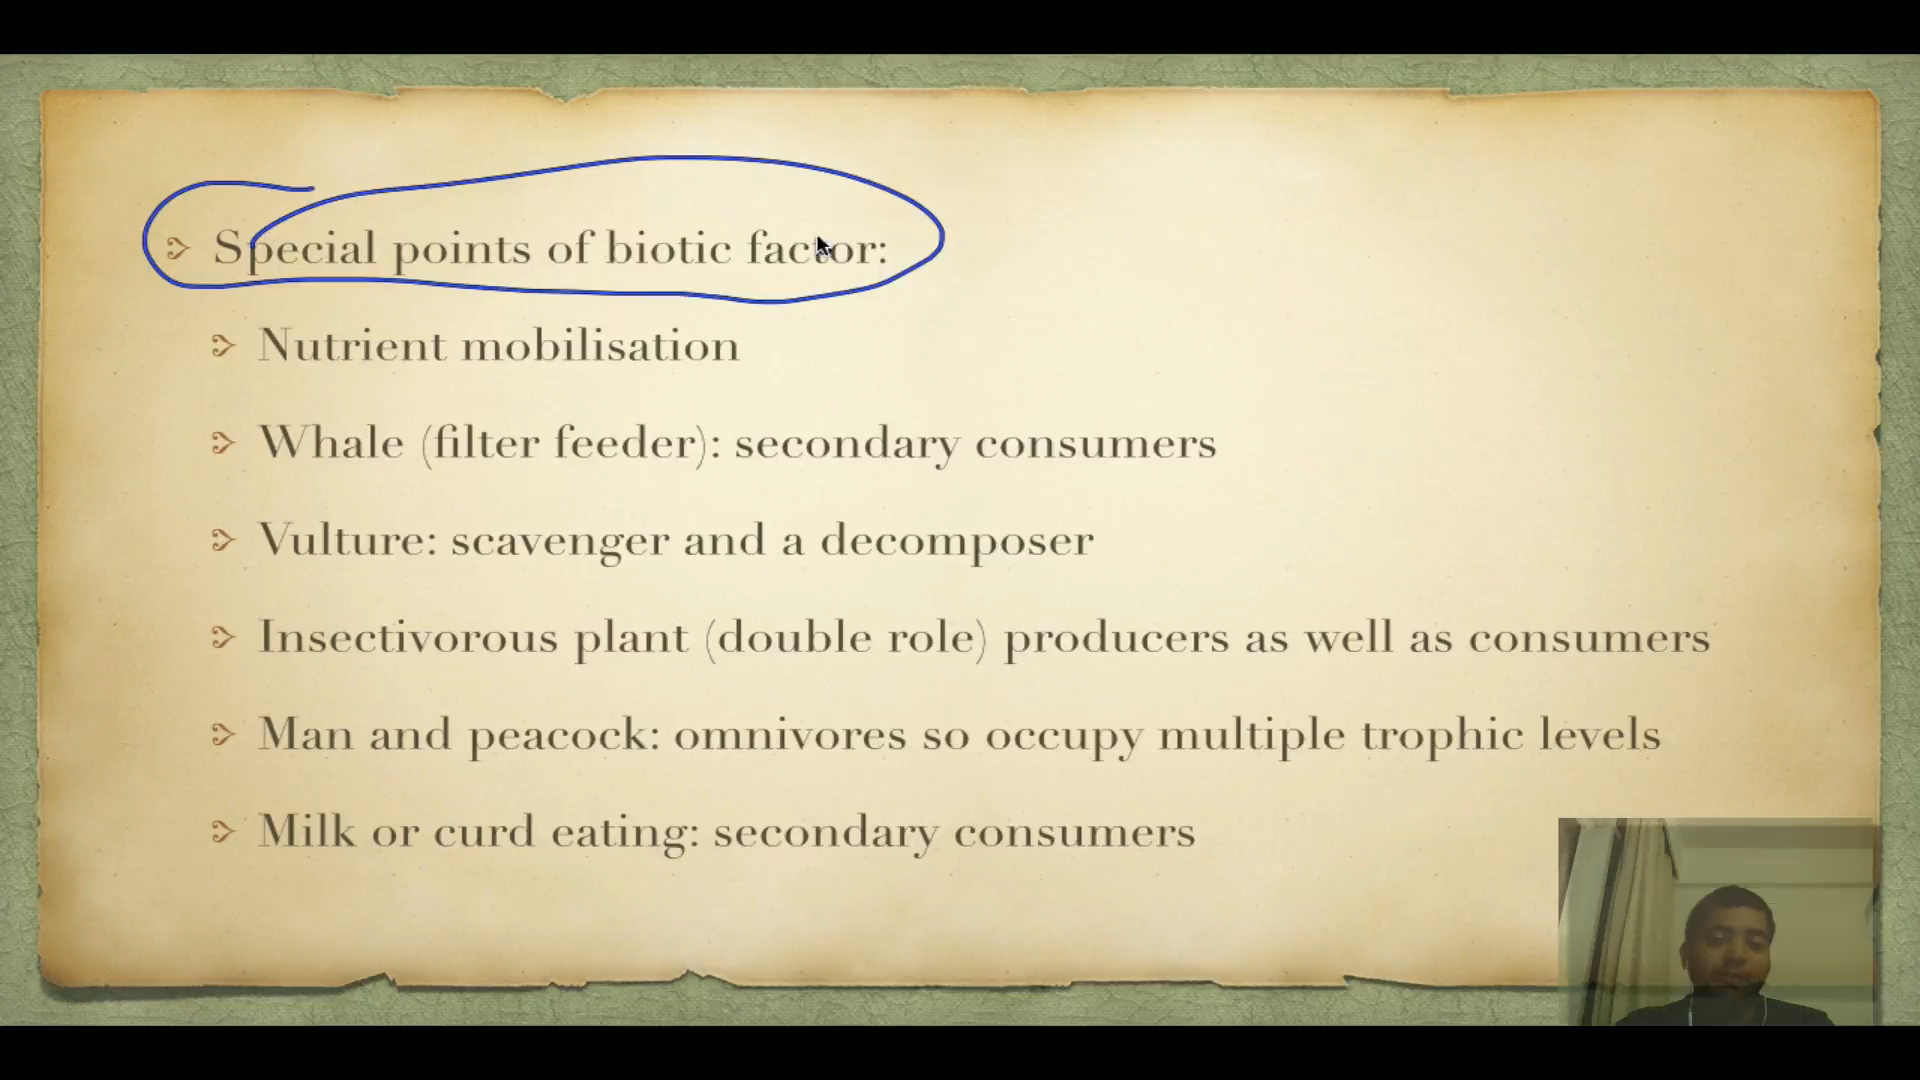 Special points of biotic factor:
Nutrient mobilisation
Whale (filter feeder): secondary consumers
Vulture: scavenger and a decomposer
Insectivorous plant (double role) producers as well as consumers
Man and peacock: omnivores so occupy multiple trophic levels
Milk or curd eating: secondary consumers